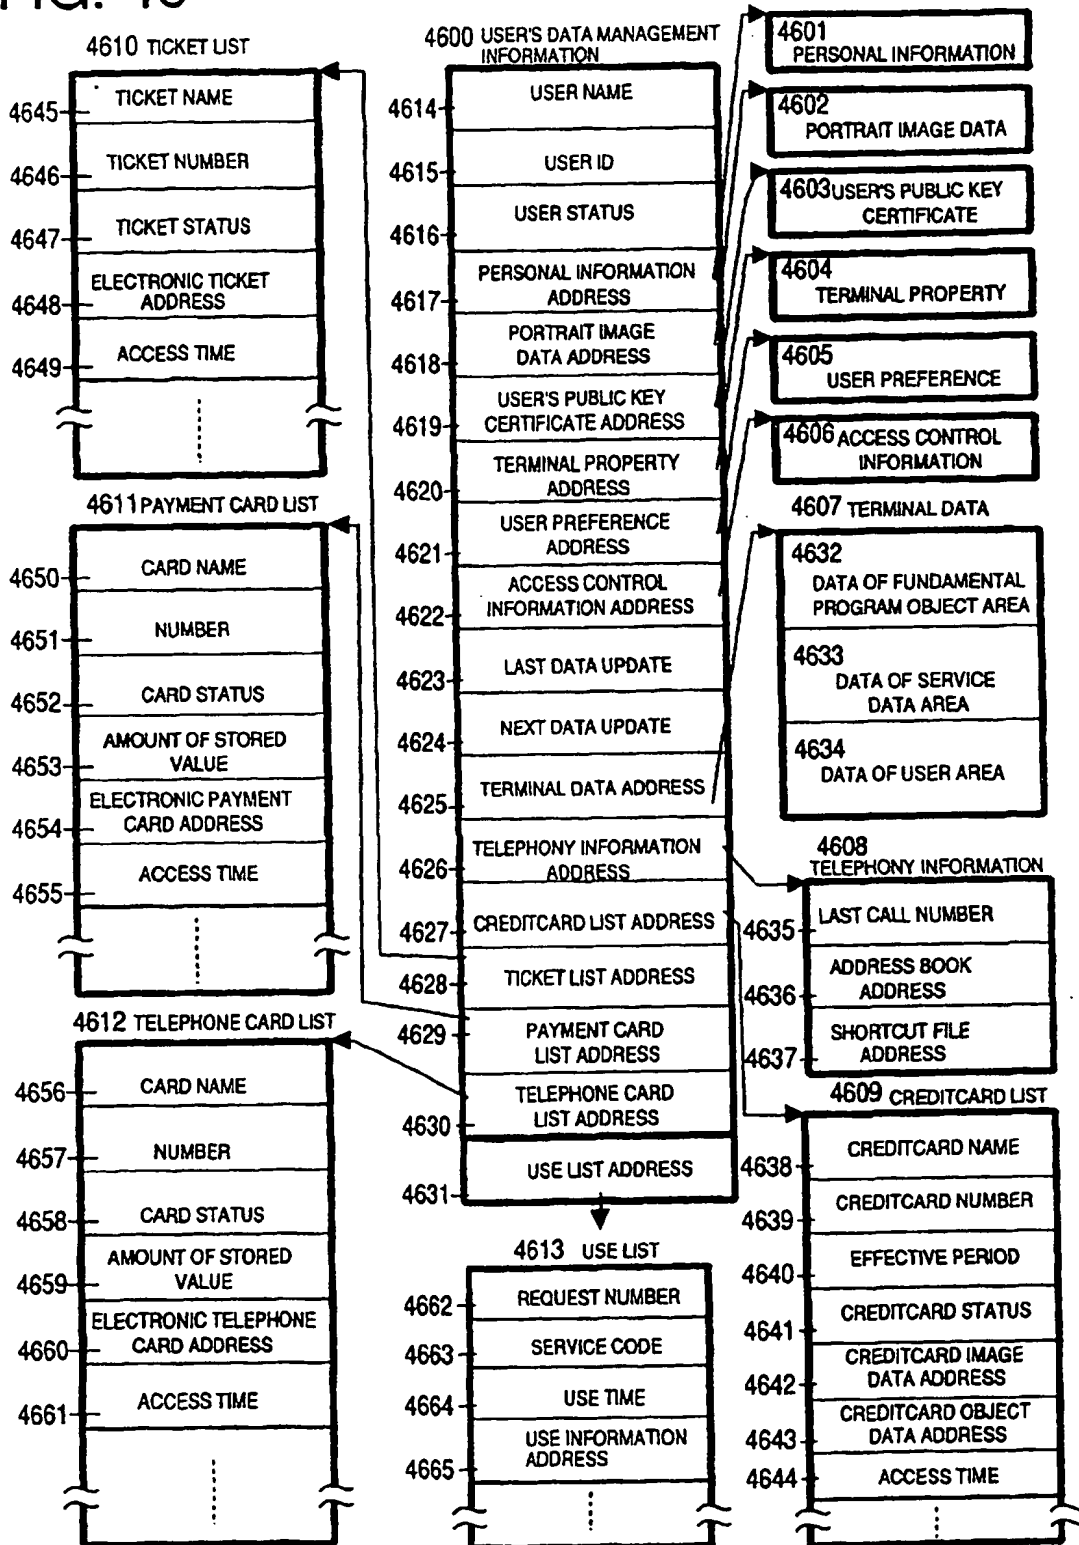 4610 TICKET LIST
4645
TICKET NAME
4646
TICKET NUMBER
4647
TICKET STATUS
4648
ELECTRONIC TICKET
ADDRESS
4649
ACCESS TIME
4611 PAYMENT CARD LIST
4650
CARD NAME
4651
NUMBER
4652
CARD STATUS
4653
AMOUNT OF STORED
VALUE
4654
ELECTRONIC PAYMENT
CARD ADDRESS
4655
ACCESS TIME
4612 TELEPHONE CARD LIST
4656
CARD NAME
4657
NUMBER
4658
CARD STATUS
4659
AMOUNT OF STORED
VALUE
4660
ELECTRONIC TELEPHONE
CARD ADDRESS
4661
ACCESS TIME
4600 USER'S DATA MANAGEMENT
INFORMATION
4614
USER NAME
4615
USER ID
4616
USER STATUS
4617
PERSONAL INFORMATION
ADDRESS
4618
PORTRAIT IMAGE
DATA ADDRESS
4619
USER'S PUBLIC KEY
CERTIFICATE ADDRESS
4620
TERMINAL PROPERTY
ADDRESS
4621
USER PREFERENCE
ADDRESS
4622
ACCESS CONTROL
INFORMATION ADDRESS
4623
LAST DATA UPDATE
4624
NEXT DATA UPDATE
4625
TERMINAL DATA ADDRESS
4626
TELEPHONY INFORMATION
ADDRESS
4627
CREDITCARD LIST ADDRESS
4628
TICKET LIST ADDRESS
4629
PAYMENT CARD
LIST ADDRESS
4630
TELEPHONE CARD
LIST ADDRESS
4631
USE LIST ADDRESS
4613 USE LIST
4662
REQUEST NUMBER
4663
SERVICE CODE
4664
USE TIME
4665
USE INFORMATION
ADDRESS
4601
PERSONAL INFORMATION
4602
PORTRAIT IMAGE DATA
4603 USER'S PUBLIC KEY
CERTIFICATE
4604
TERMINAL PROPERTY
4605
USER PREFERENCE
4606 ACCESS CONTROL
INFORMATION
4607 TERMINAL DATA
4632
DATA OF FUNDAMENTAL
PROGRAM OBJECT AREA
4633
DATA OF SERVICE
DATA AREA
4634
DATA OF USER AREA
4608
TELEPHONY INFORMATION
4635
LAST CALL NUMBER
4636
ADDRESS BOOK
ADDRESS
4637
SHORTCUT FILE
ADDRESS
4609 CREDITCARD LIST
4638
CREDITCARD NAME
4639
CREDITCARD NUMBER
4640
EFFECTIVE PERIOD
4641
CREDITCARD STATUS
4642
CREDITCARD IMAGE
DATA ADDRESS
4643
CREDITCARD OBJECT
DATA ADDRESS
4644
ACCESS TIME